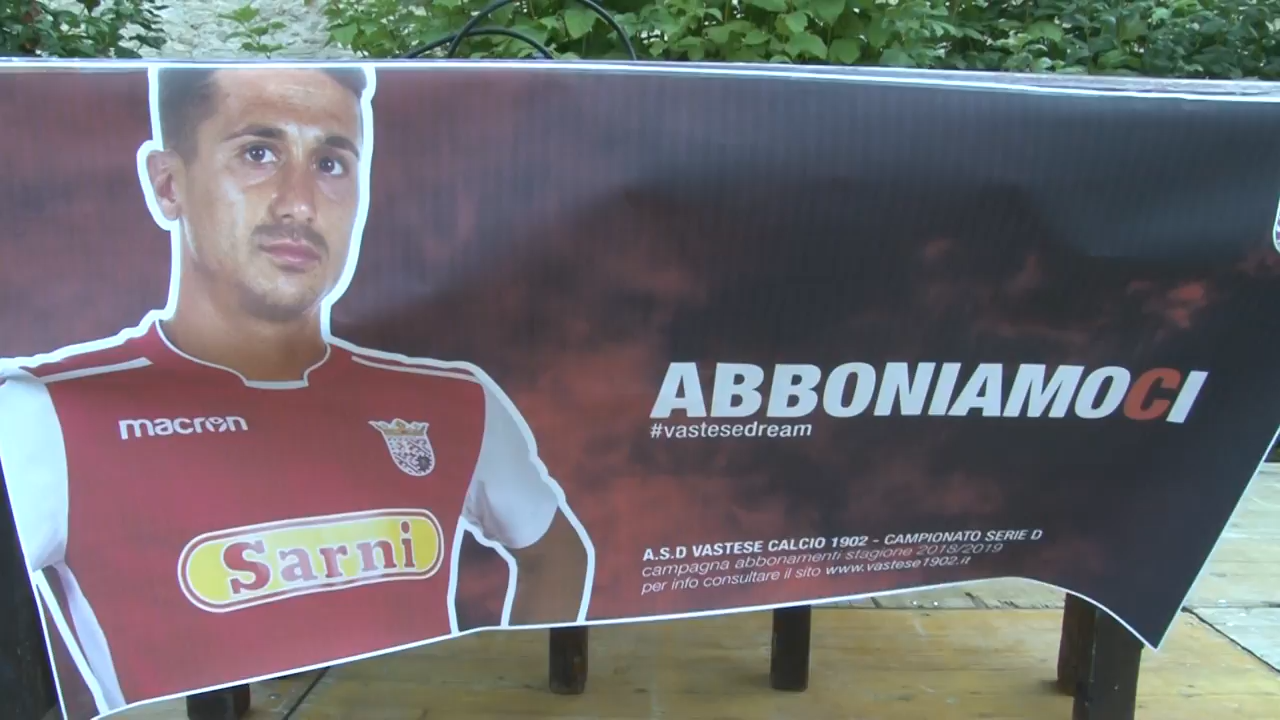 macron
Sarni
ABBONIAMOCI
#vastesedream
A.S.D VASTESE CALCIO 1902 - CAMPIONATO SERIE D
campagna abbonamenti stagione 2018/2019
per info consultare il sito www.vastese1902.it